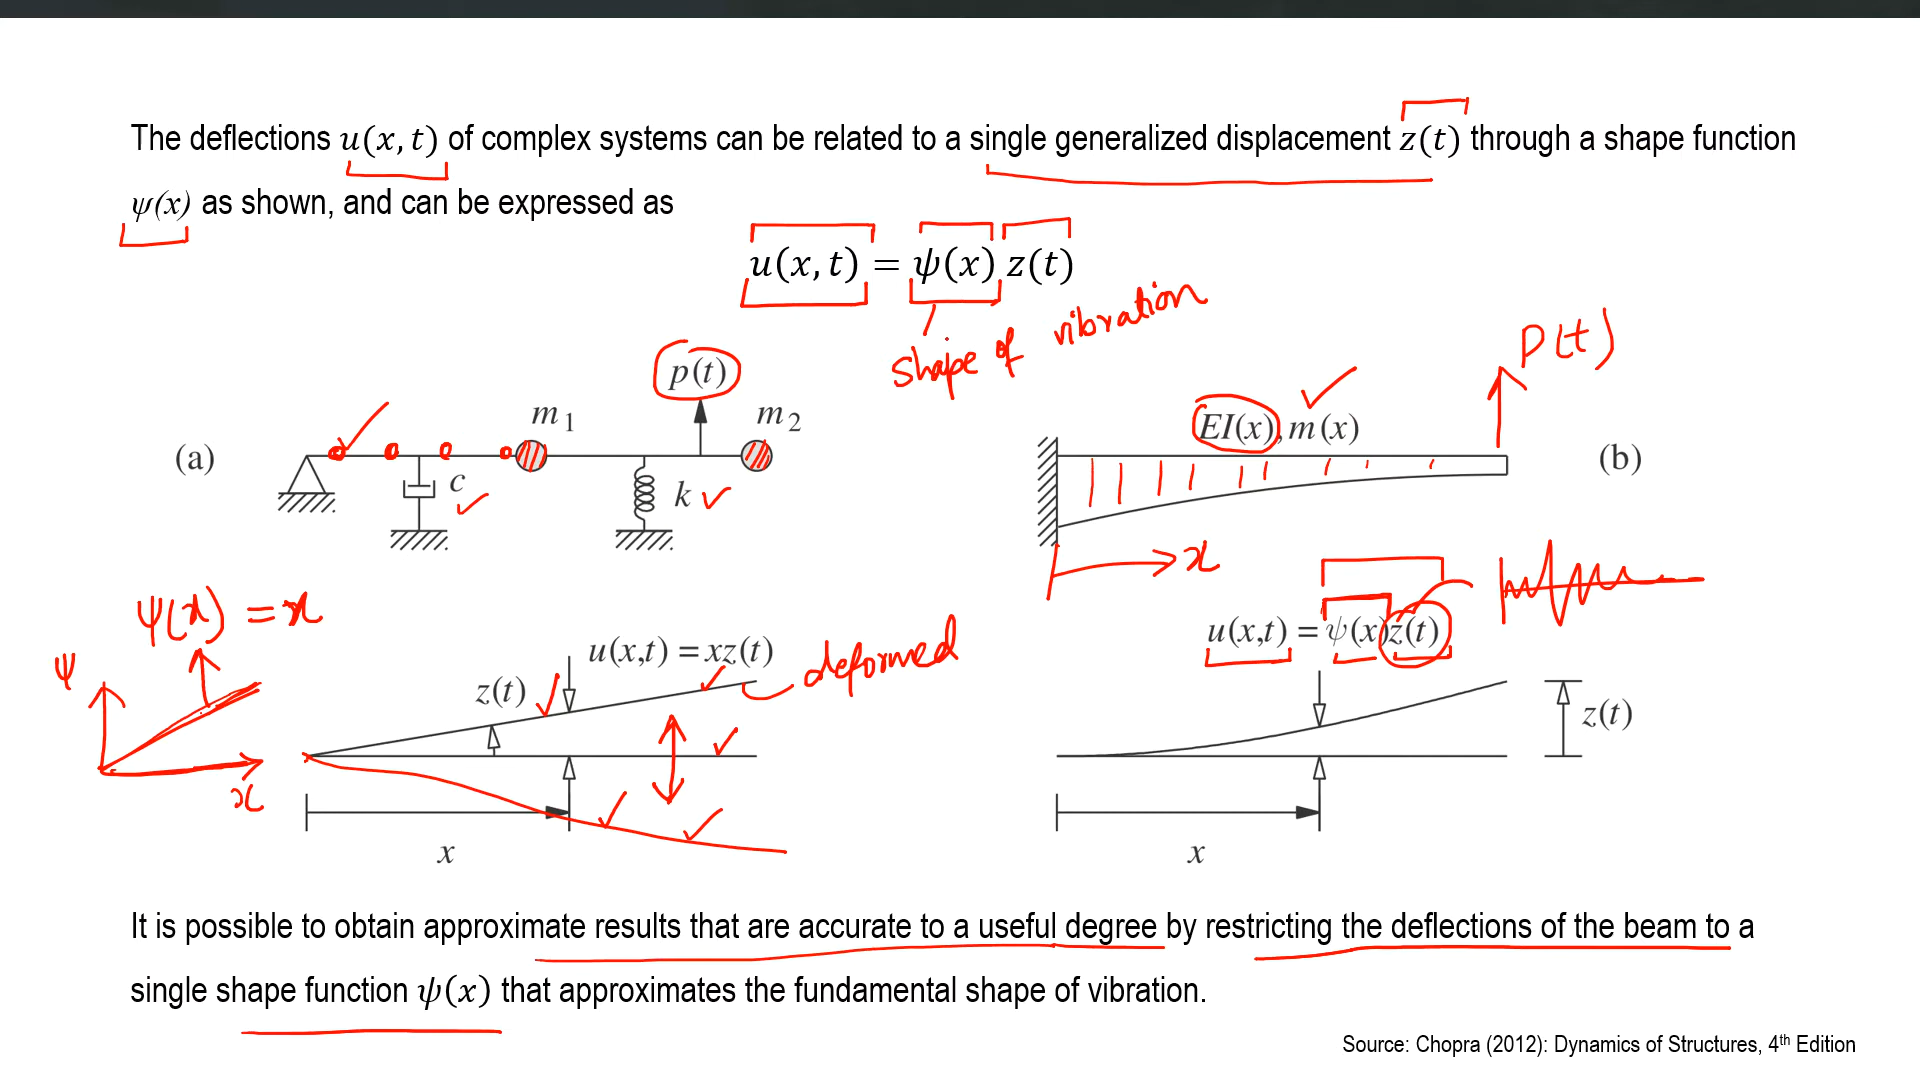 The deflections u(x, t) of complex systems can be related to a single generalized displacement z(t) through a shape function
ψ(x) as shown, and can be expressed as
u(x, t) = ψ(x) z(t)
shape of vibration
P(t)
p(t)
m1
m2
EI(x), m(x)
(a)
c
k
(b)
x
ψ(x) = x
u(x,t) = ψ(x)z(t)
u(x,t) = xz(t)
deformed
ψ
z(t)
z(t)
x
x
x
It is possible to obtain approximate results that are accurate to a useful degree by restricting the deflections of the beam to a
single shape function ψ(x) that approximates the fundamental shape of vibration.
Source: Chopra (2012): Dynamics of Structures, 4th Edition